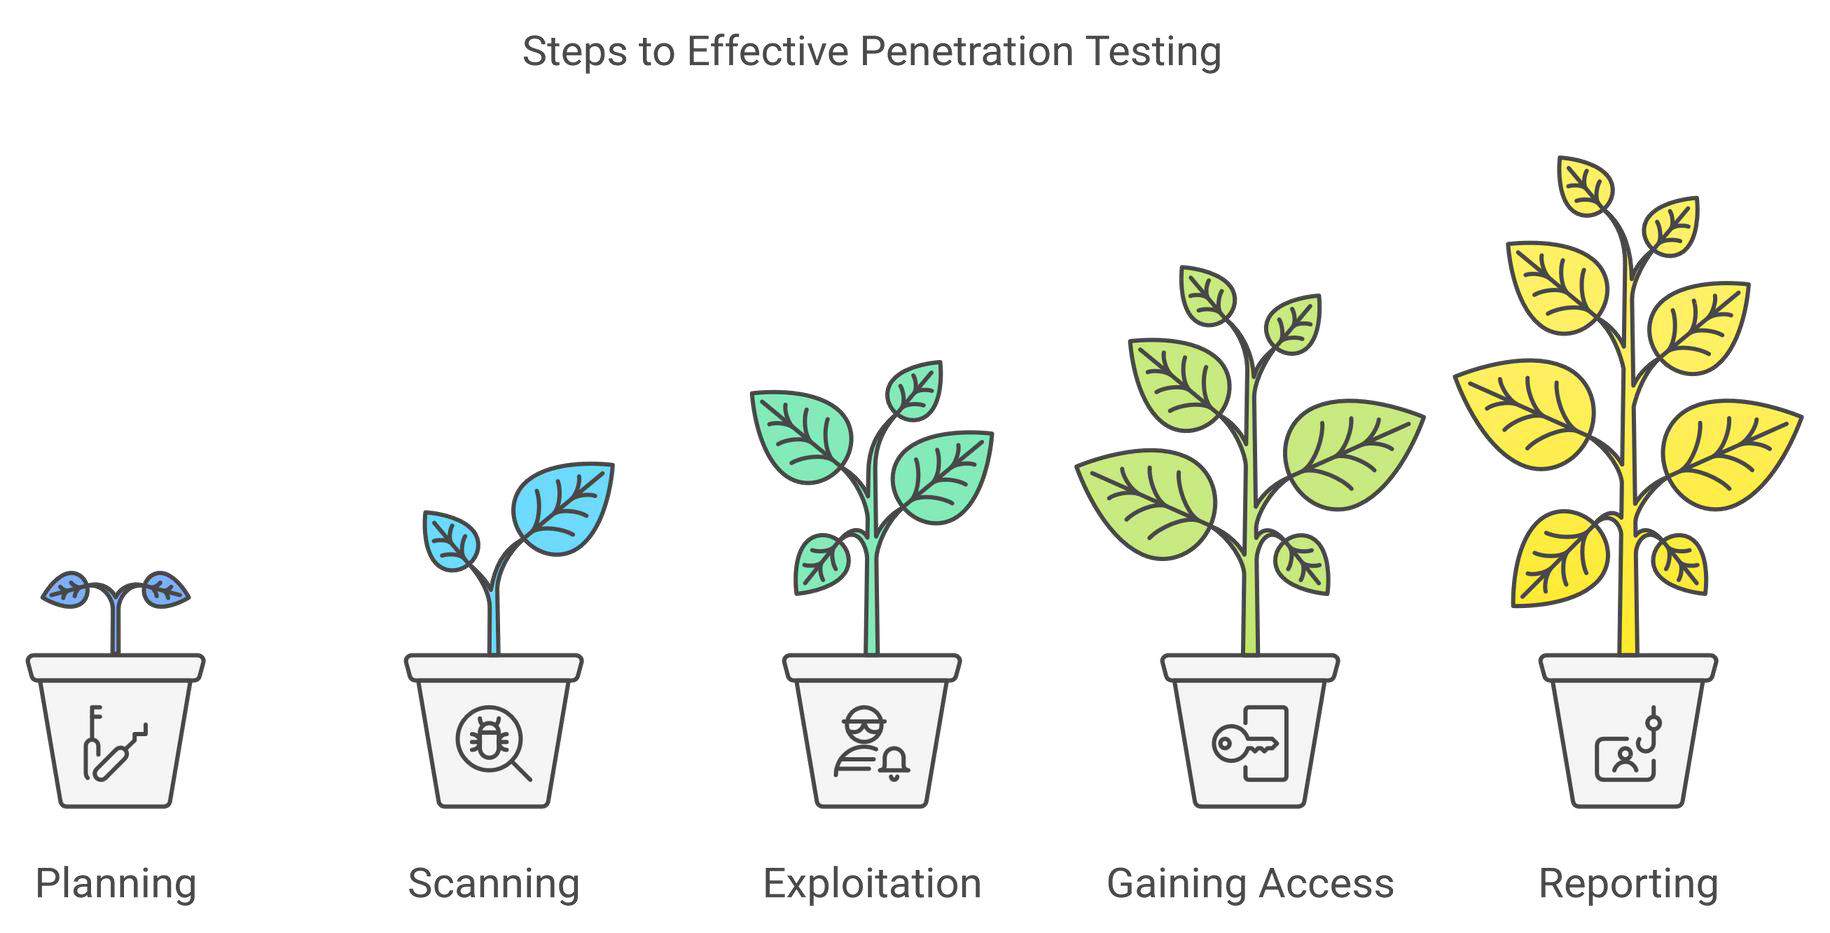 Steps to Effective Penetration Testing
Planning
Scanning
Exploitation
Gaining Access
Reporting